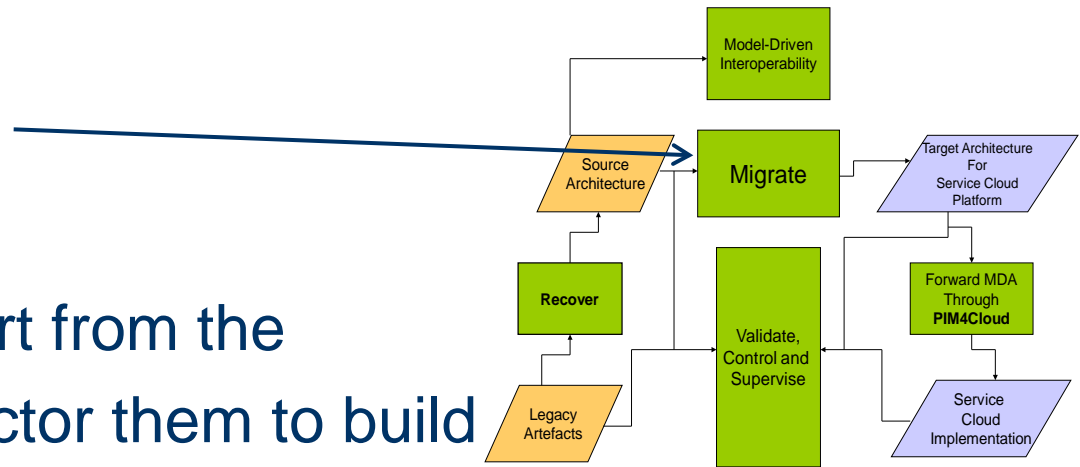 Model-Driven
Interoperability
Source
Architecture
Migrate
Target Architecture
For
Service Cloud
Platform
Recover
Forward MDA
Through
PIM4Cloud
Validate,
Control and
Supervise
Legacy
Artefacts
Service
Cloud
Implementation
rt from the
ctor them to build